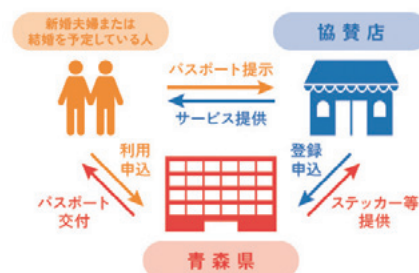 新婚夫婦または
結婚を予定している人
協賛店
パスポート提示
サービス提供
利用
申込
登録
申込
パスポート
交付
ステッカー等
提供
青森県